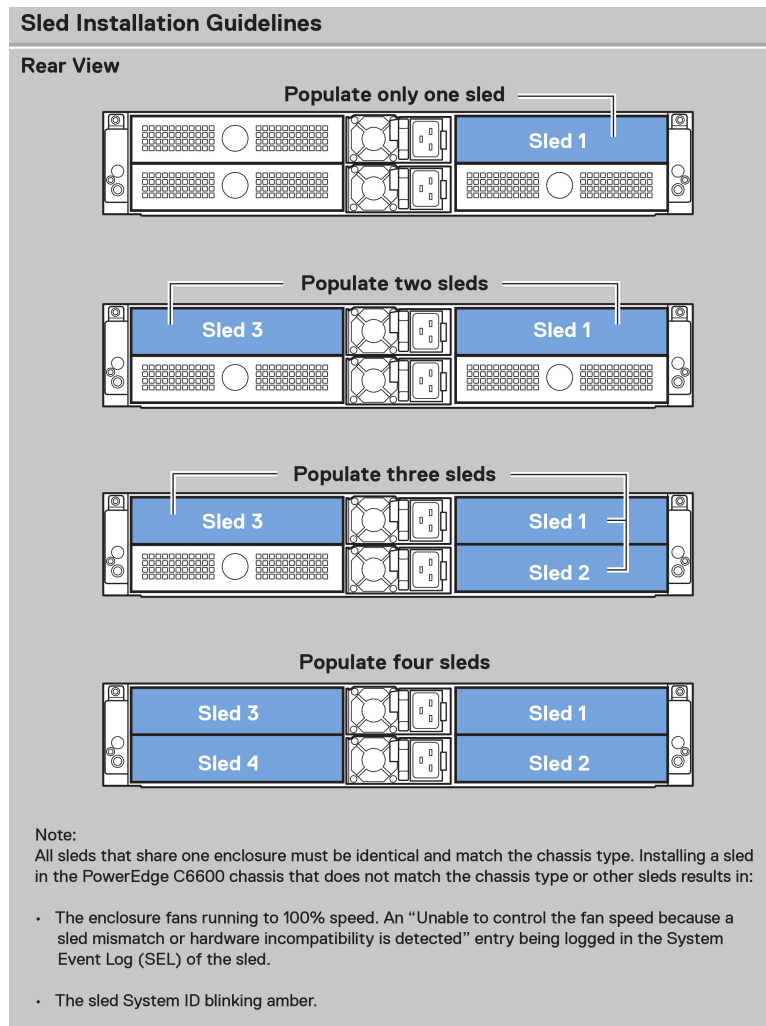 Sled Installation Guidelines
Rear View
Populate only one sled
Sled 1
Populate two sleds
Sled 3
Sled 1
Populate three sleds
Sled 3
Sled 1
Sled 2
Populate four sleds
Sled 3
Sled 1
Sled 4
Sled 2
Note:
All sleds that share one enclosure must be identical and match the chassis type. Installing a sled
in the PowerEdge C6600 chassis that does not match the chassis type or other sleds results in:
• The enclosure fans running to 100% speed. An “Unable to control the fan speed because a
sled mismatch or hardware incompatibility is detected” entry being logged in the System
Event Log (SEL) of the sled.
• The sled System ID blinking amber.